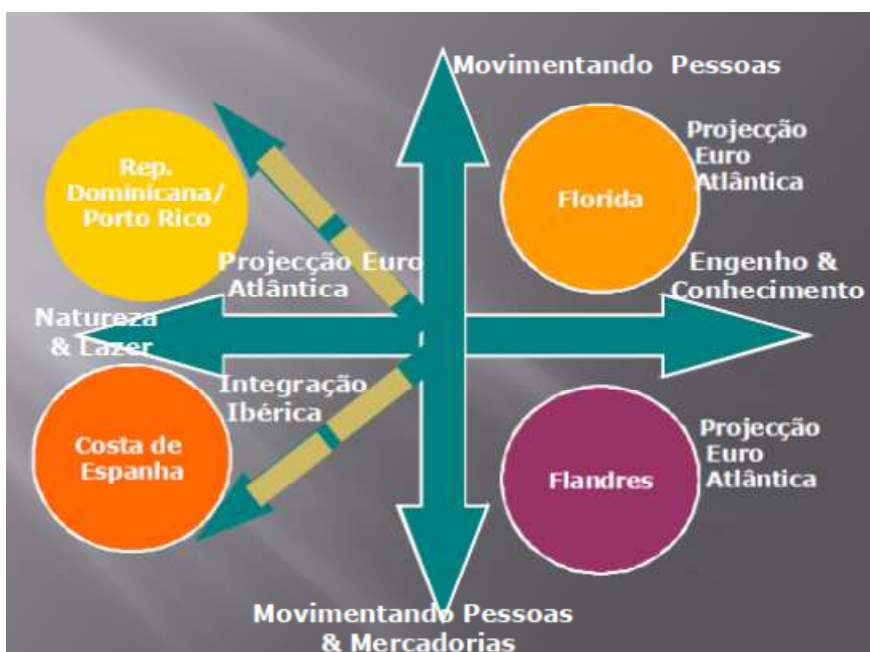 Movimentando Pessoas
Rep.
Dominicana/
Porto Rico
Florida
Projecção
Euro
Atlântica
Projecção Euro
Atlântica
Engenho &
Conhecimento
Natureza
& Lazer
Integração
Ibérica
Costa de
Espanha
Flandres
Projecção
Euro
Atlântica
Movimentando Pessoas
& Mercadorias